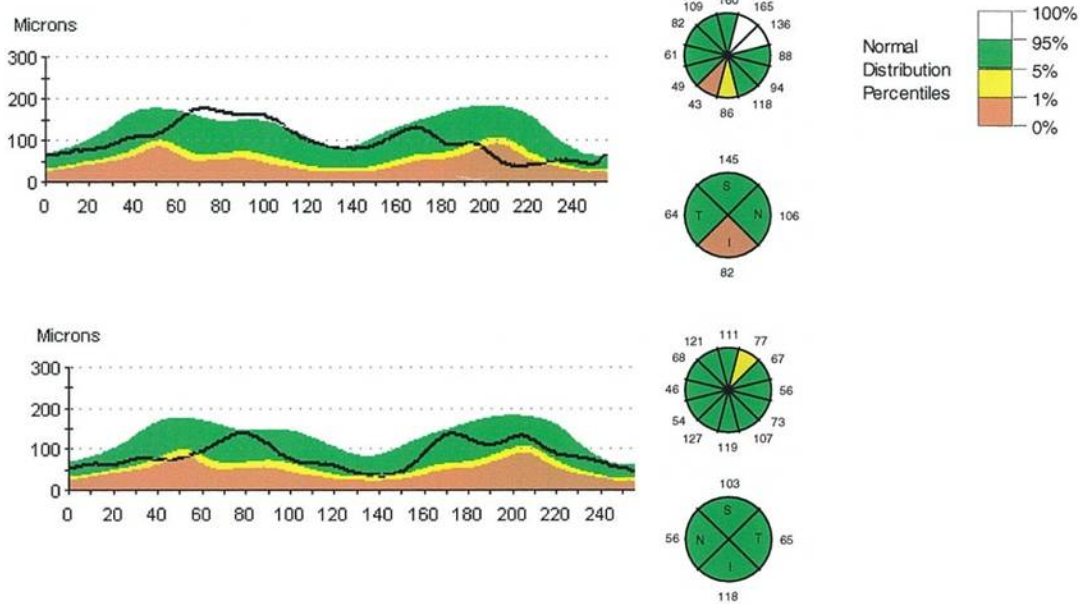 Microns
300
200
100
0
0 20 40 60 80 100 120 140 160 180 200 220 240
109 160 165
82 136
61 88
49 94
43 118
86
Normal
Distribution
Percentiles
100%
95%
5%
1%
0%
145
S
64 T N 106
I
82
Microns
300
200
100
0
0 20 40 60 80 100 120 140 160 180 200 220 240
121 111 77
68 67
46 56
54 73
127 107
119
103
S
56 N T 65
I
118